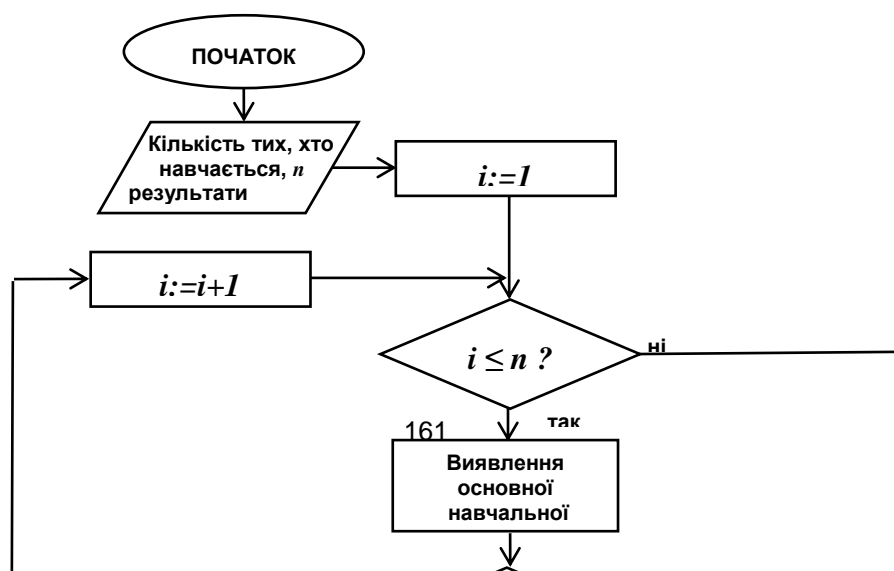 ПОЧАТОК
Кількість тих, хто
навчається, n
результати
i:=1
i:=i+1
i ≤ n ?
ні
так
161
Виявлення
основної
навчальної